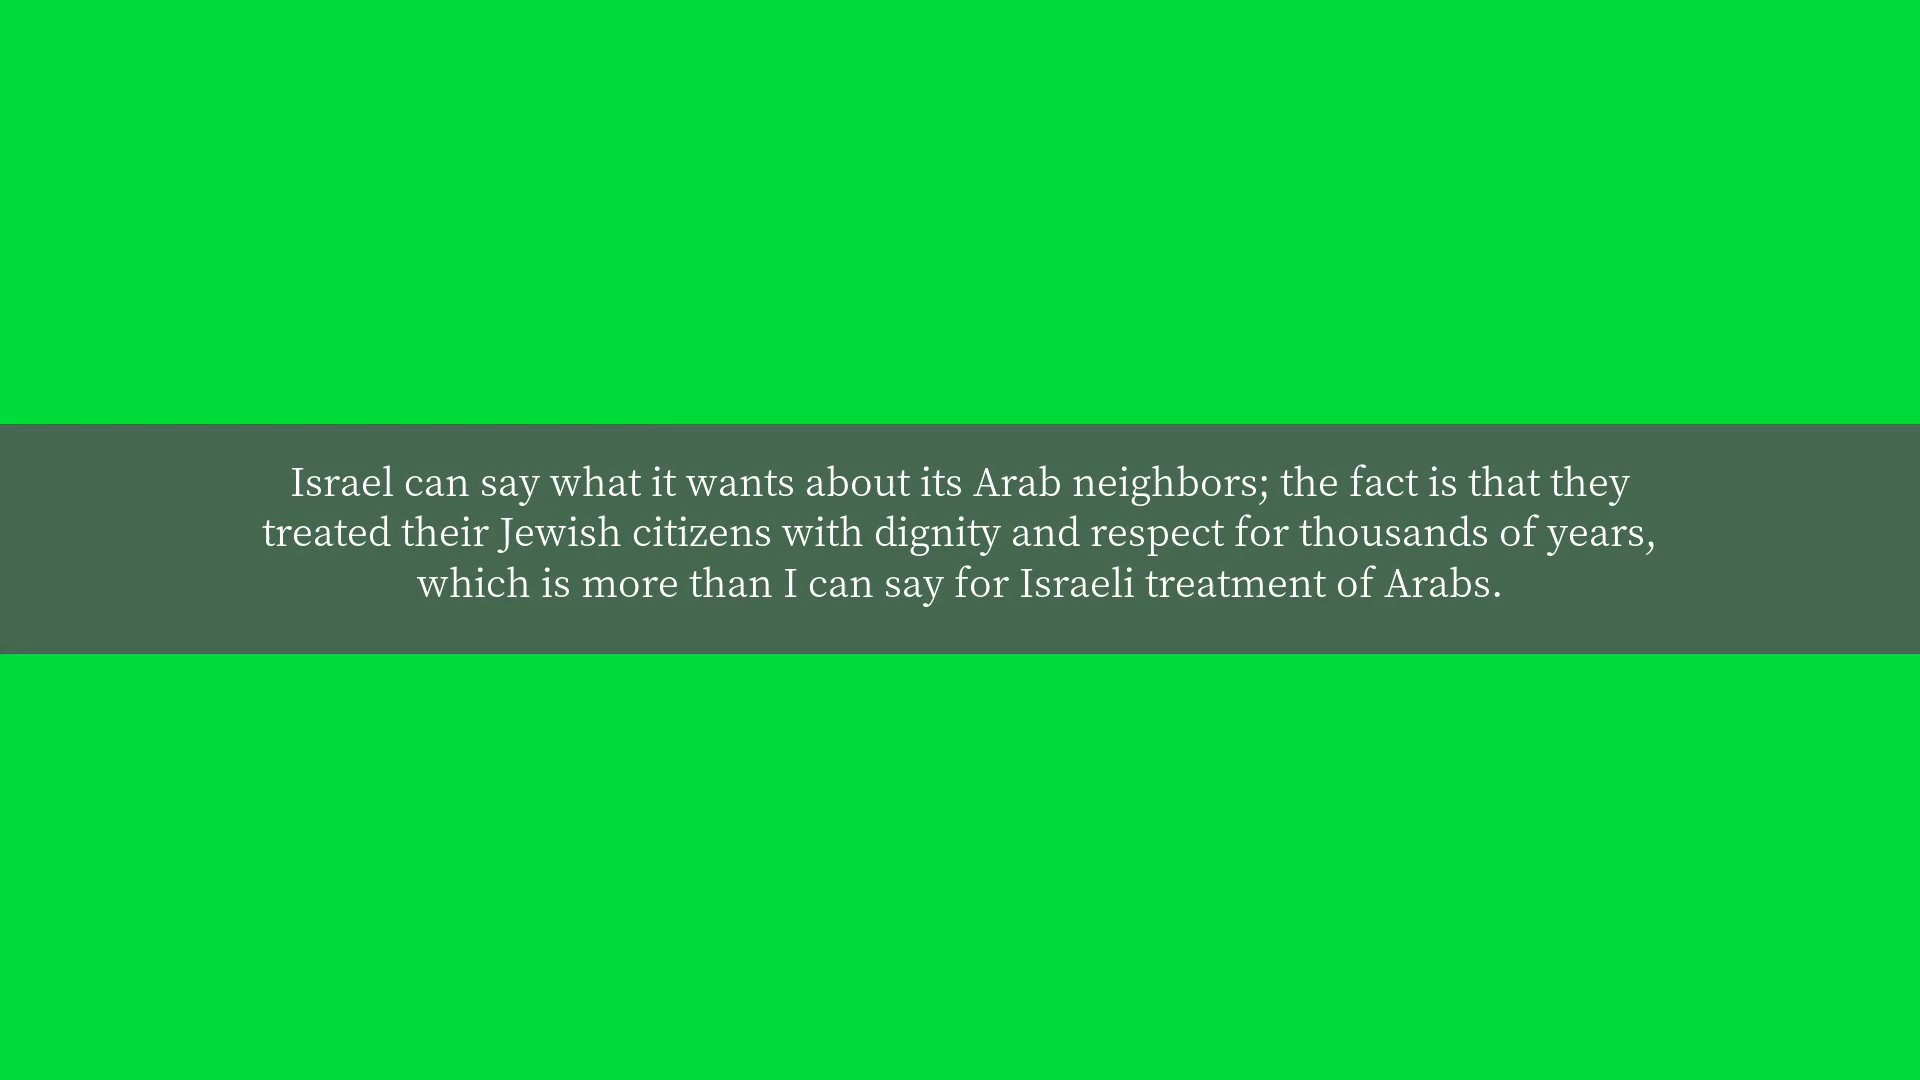 Israel can say what it wants about its Arab neighbors; the fact is that they
treated their Jewish citizens with dignity and respect for thousands of years,
which is more than I can say for Israeli treatment of Arabs.